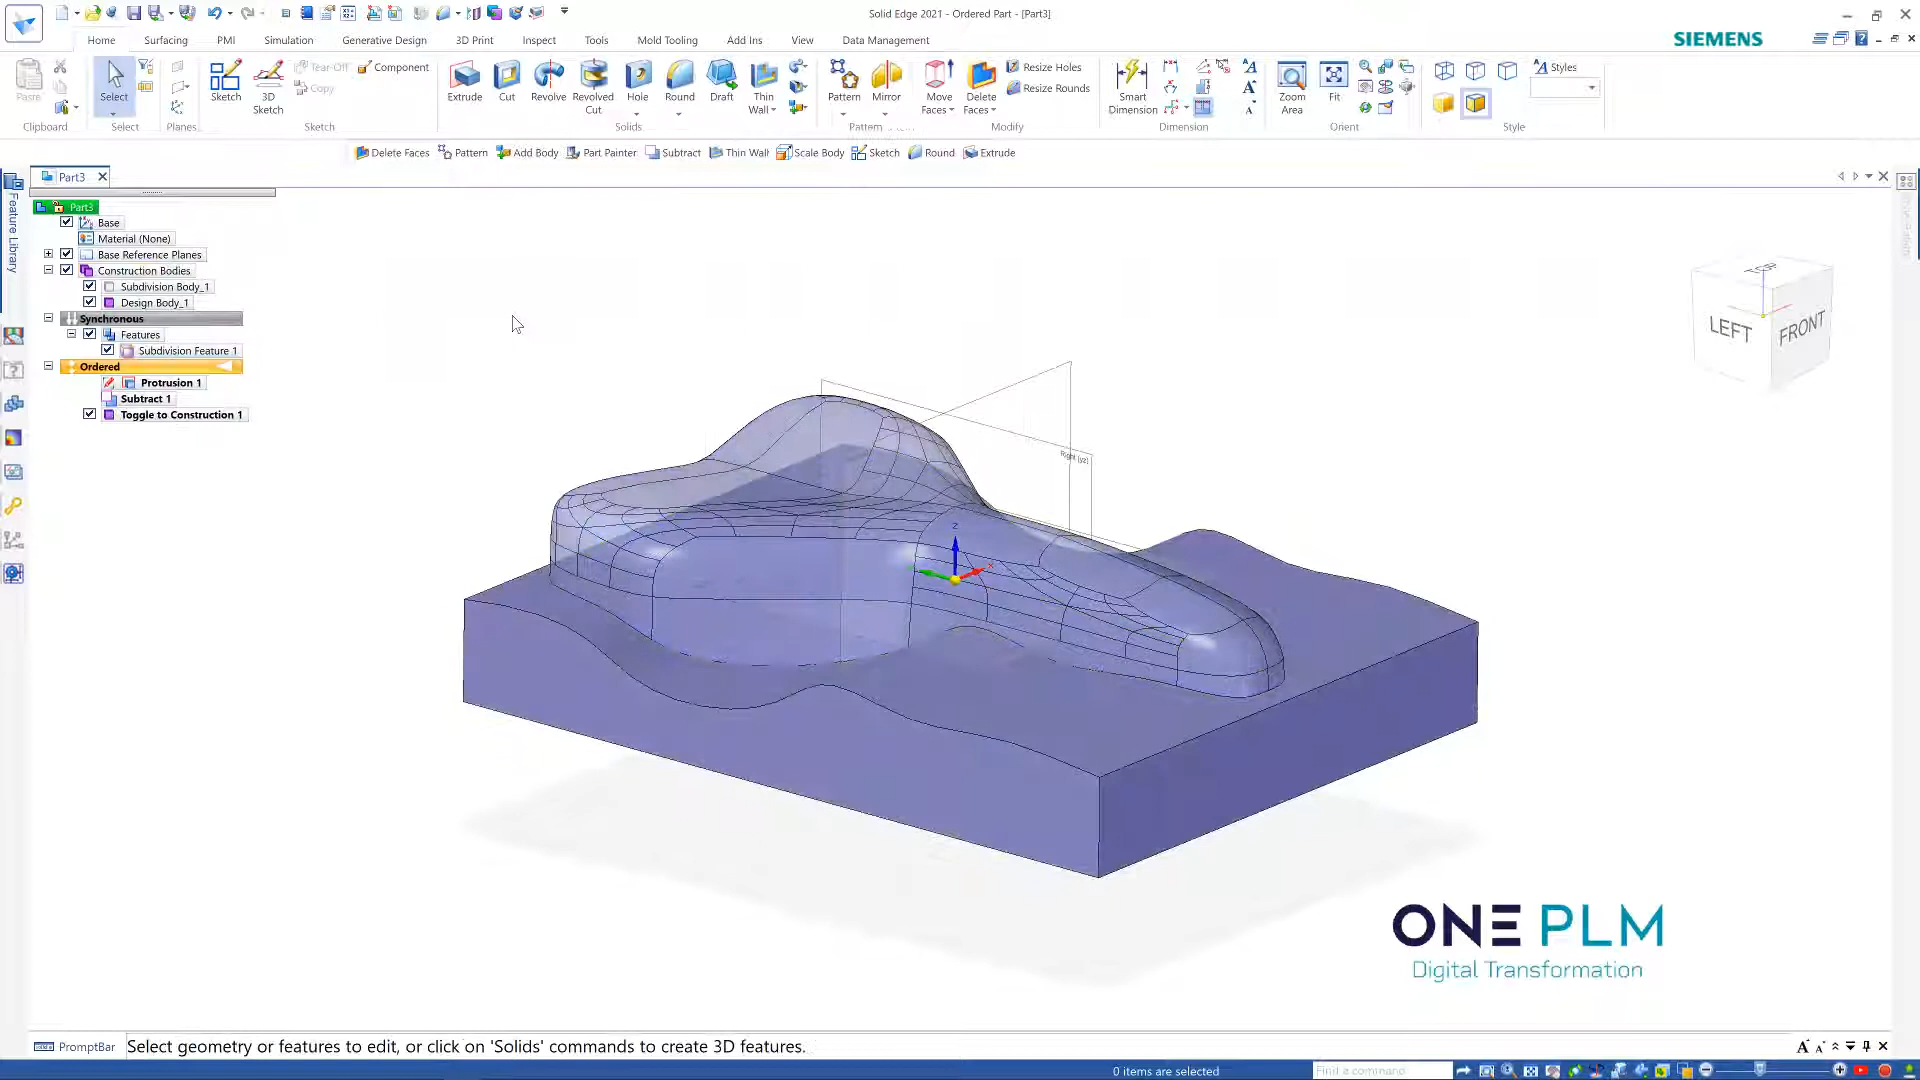 Solid Edge 2021 - Ordered Part - [Part3]
Home Surfacing PMI Simulation Generative Design 3D Print Inspect Tools Mold Tooling Add Ins View Data Management
SIEMENS
Paste
Select
Sketch
3D Sketch
Tear-Off
Copy
Component
Extrude
Cut
Revolve
Revolved Cut
Hole
Round
Draft
Thin Wall
Pattern
Mirror
Move Faces
Delete Faces
Resize Holes
Resize Rounds
Smart Dimension
Zoom Area
Fit
Styles
Clipboard Select Planes Sketch Solids Pattern Modify Dimension Orient Style
Delete Faces Pattern Add Body Part Painter Subtract Thin Wall Scale Body Sketch Round Extrude
Part3
Feature Library
Part3
Base
Material (None)
Base Reference Planes
Construction Bodies
Subdivision Body_1
Design Body_1
Synchronous
Features
Subdivision Feature 1
Ordered
Protrusion 1
Subtract 1
Toggle to Construction 1
TOP
LEFT
FRONT
Right (yz)
z
x
ONE PLM
Digital Transformation
PromptBar
Select geometry or features to edit, or click on 'Solids' commands to create 3D features.
0 items are selected
Find a command